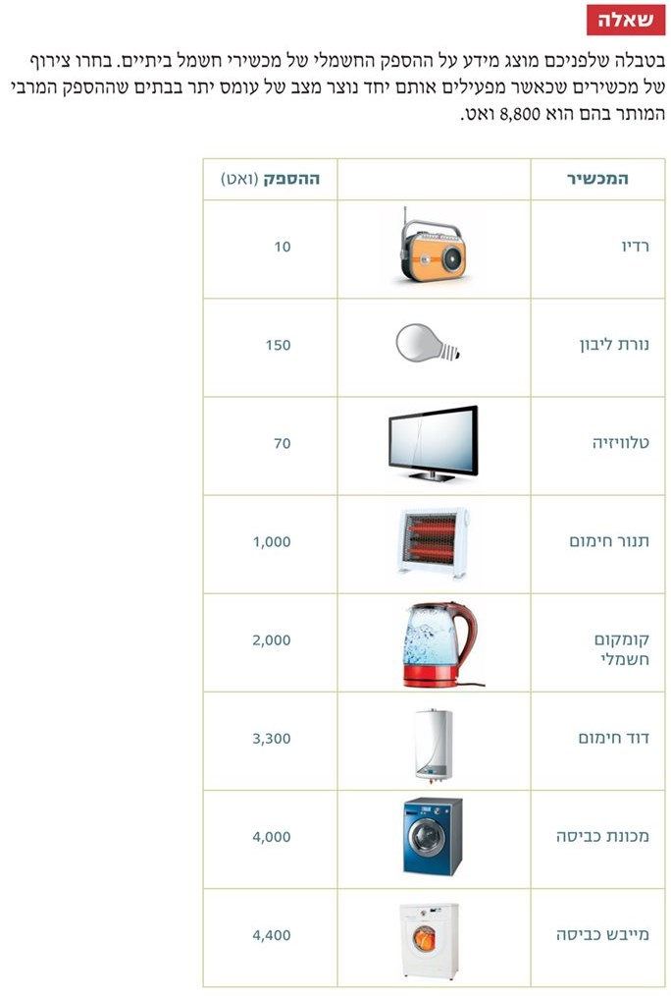 שאלה
בטבלה שלפניכם מוצג מידע על ההספק החשמלי של מכשירי חשמל ביתיים. בחרו צירוף
של מכשירים שכאשר מפעילים אותם יחד נוצר מצב של עומס יתר בבתים שההספק המרבי
המותר בהם הוא 8,800 ואט.
המכשיר ההספק (ואט)
רדיו 10
נורת ליבון 150
טלוויזיה 70
תנור חימום 1,000
קומקום
חשמלי 2,000
דוד חימום 3,300
מכונת כביסה 4,000
מייבש כביסה 4,400